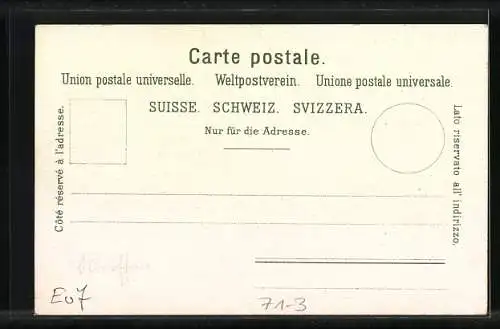 Carte postale.
Union postale universelle. Weltpostverein. Unione postale universale.
SUISSE. SCHWEIZ. SVIZZERA.
Nur für die Adresse.
Côté réservé à l'adresse.
Lato riservato all' indirizzo.
Eu7
71-3